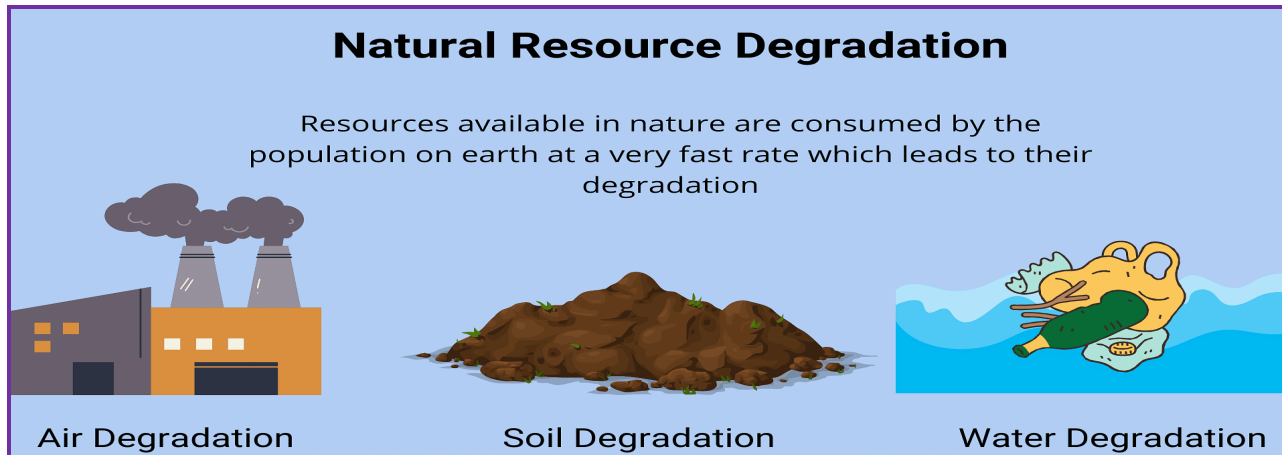 Natural Resource Degradation
Resources available in nature are consumed by the
population on earth at a very fast rate which leads to their
degradation
Air Degradation
Soil Degradation
Water Degradation